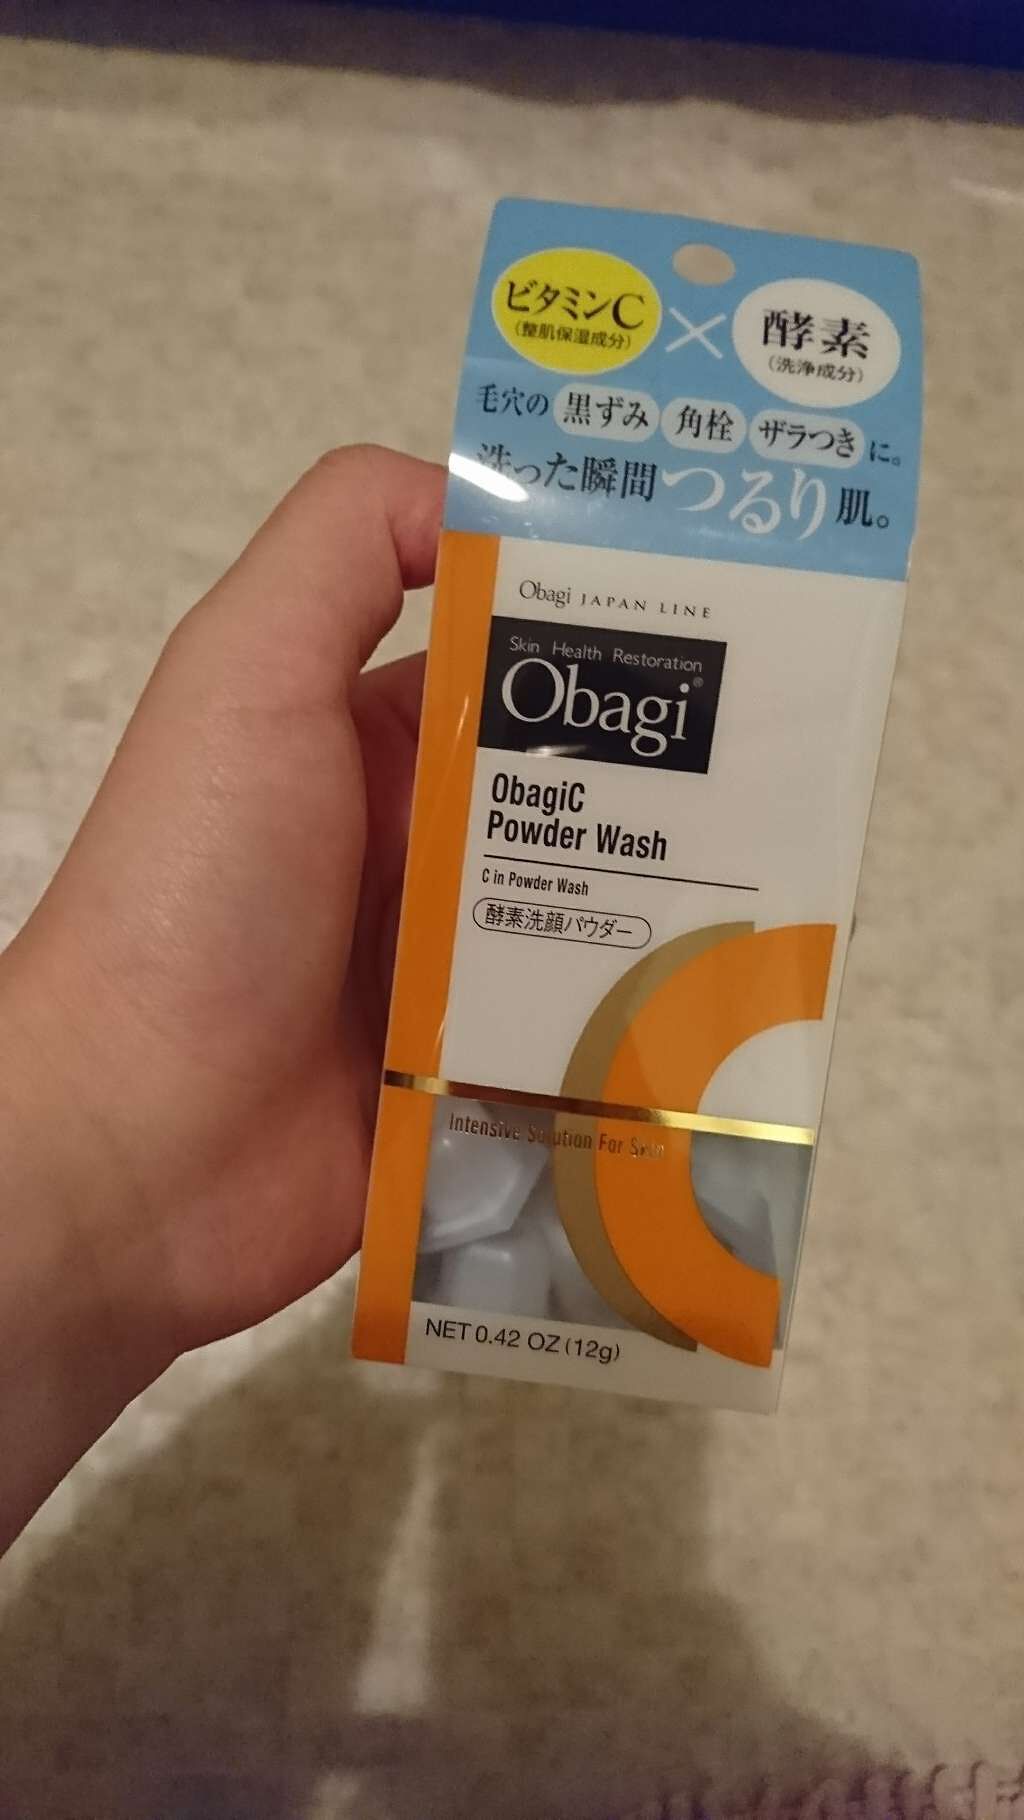 ビタミンC
(整肌保湿成分)
×
酵素
(洗浄成分)
毛穴の 黒ずみ 角栓 ザラつき に。
洗った瞬間つるり肌。
Obagi JAPAN LINE
Skin Health Restoration
Obagi®
ObagiC
Powder Wash
C in Powder Wash
酵素洗顔パウダー
Intensive Solution For Skin
NET 0.42 OZ (12g)